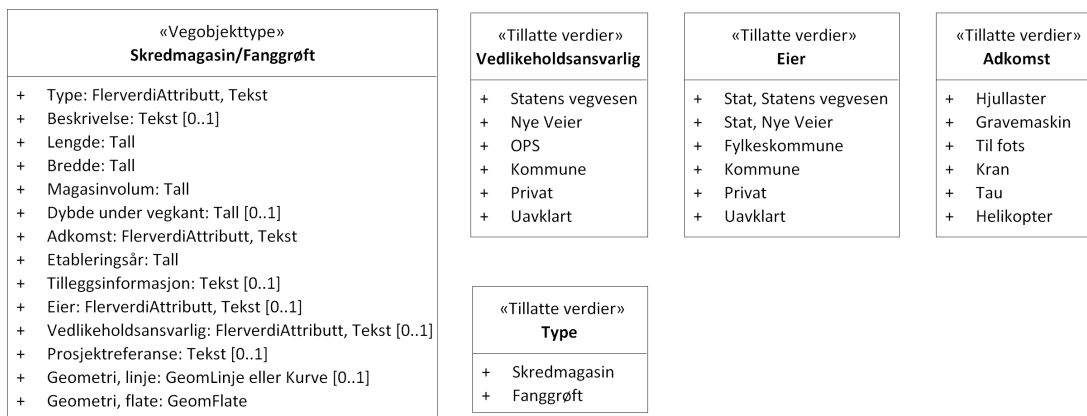 «Vegobjekttype»
Skredmagasin/Fanggrøft
+ Type: FlerverdiAttributt, Tekst
+ Beskrivelse: Tekst [0..1]
+ Lengde: Tall
+ Bredde: Tall
+ Magasinvolum: Tall
+ Dybde under vegkant: Tall [0..1]
+ Adkomst: FlerverdiAttributt, Tekst
+ Etableringsår: Tall
+ Tilleggsinformasjon: Tekst [0..1]
+ Eier: FlerverdiAttributt, Tekst [0..1]
+ Vedlikeholdsansvarlig: FlerverdiAttributt, Tekst [0..1]
+ Prosjektreferanse: Tekst [0..1]
+ Geometri, linje: GeomLinje eller Kurve [0..1]
+ Geometri, flate: GeomFlate
«Tillatte verdier»
Vedlikeholdsansvarlig
+ Statens vegvesen
+ Nye Veier
+ OPS
+ Kommune
+ Privat
+ Uavklart
«Tillatte verdier»
Eier
+ Stat, Statens vegvesen
+ Stat, Nye Veier
+ Fylkeskommune
+ Kommune
+ Privat
+ Uavklart
«Tillatte verdier»
Adkomst
+ Hjullaster
+ Gravemaskin
+ Til fots
+ Kran
+ Tau
+ Helikopter
«Tillatte verdier»
Type
+ Skredmagasin
+ Fanggrøft